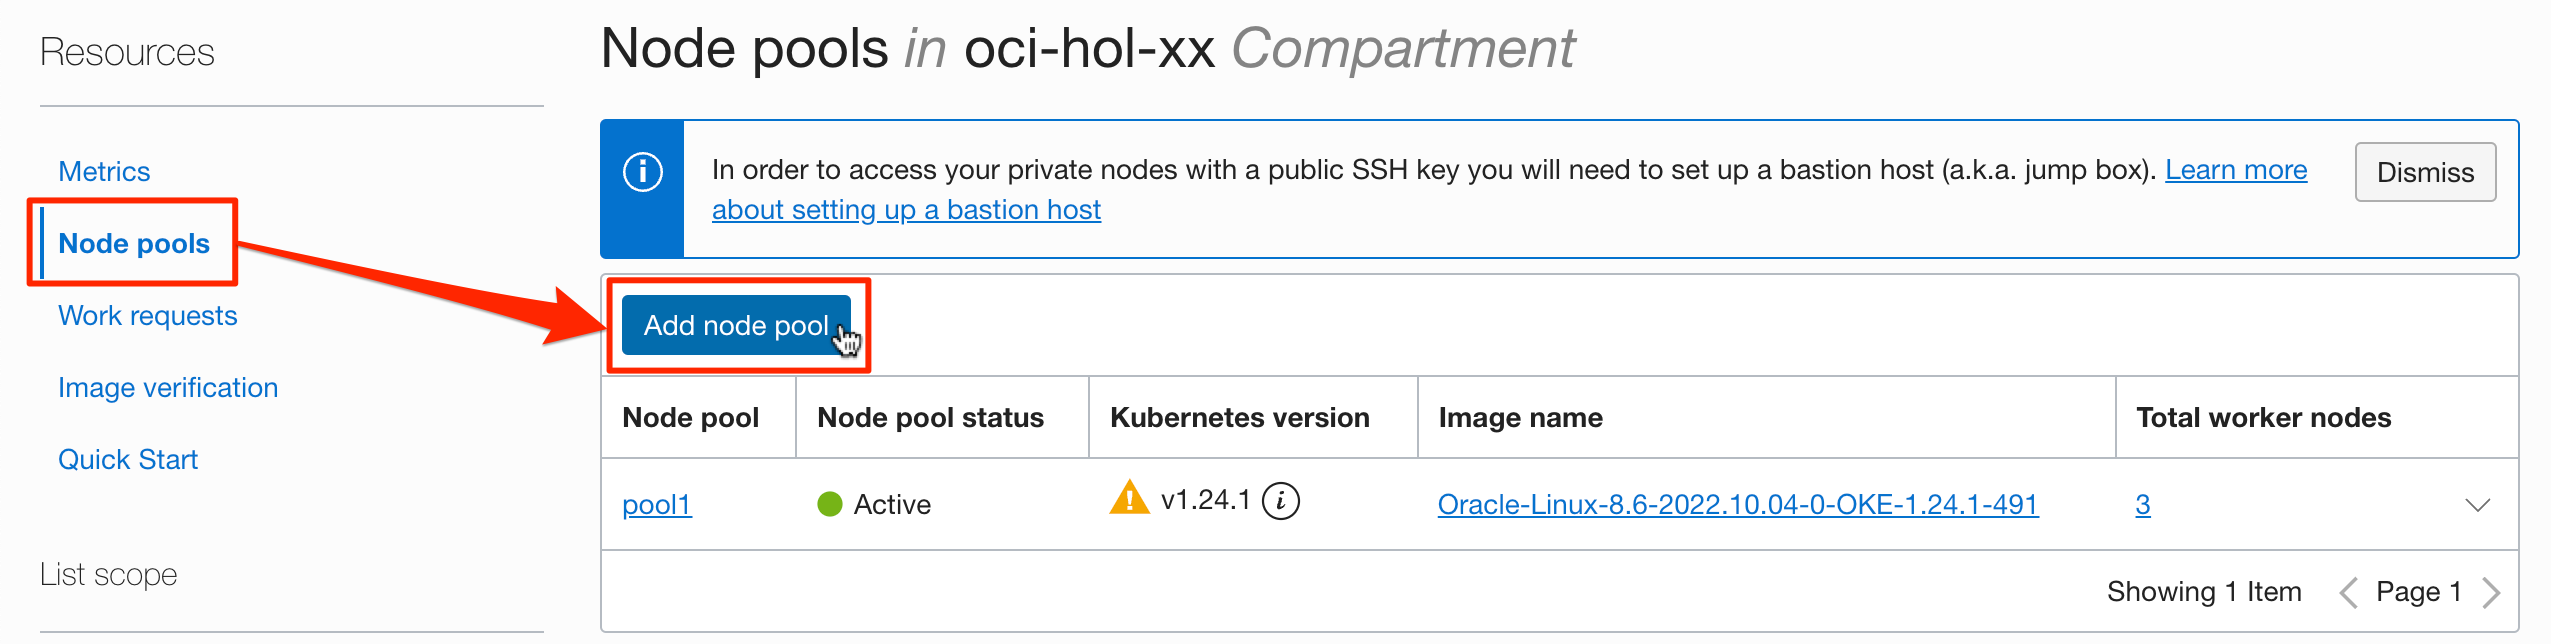 Resources
Metrics
Node pools
Work requests
Image verification
Quick Start
List scope
Node pools in oci-hol-xx Compartment
In order to access your private nodes with a public SSH key you will need to set up a bastion host (a.k.a. jump box). Learn more
about setting up a bastion host
Dismiss
Add node pool
Node pool Node pool status Kubernetes version Image name Total worker nodes
pool1 Active v1.24.1 Oracle-Linux-8.6-2022.10.04-0-OKE-1.24.1-491 3
Showing 1 Item Page 1